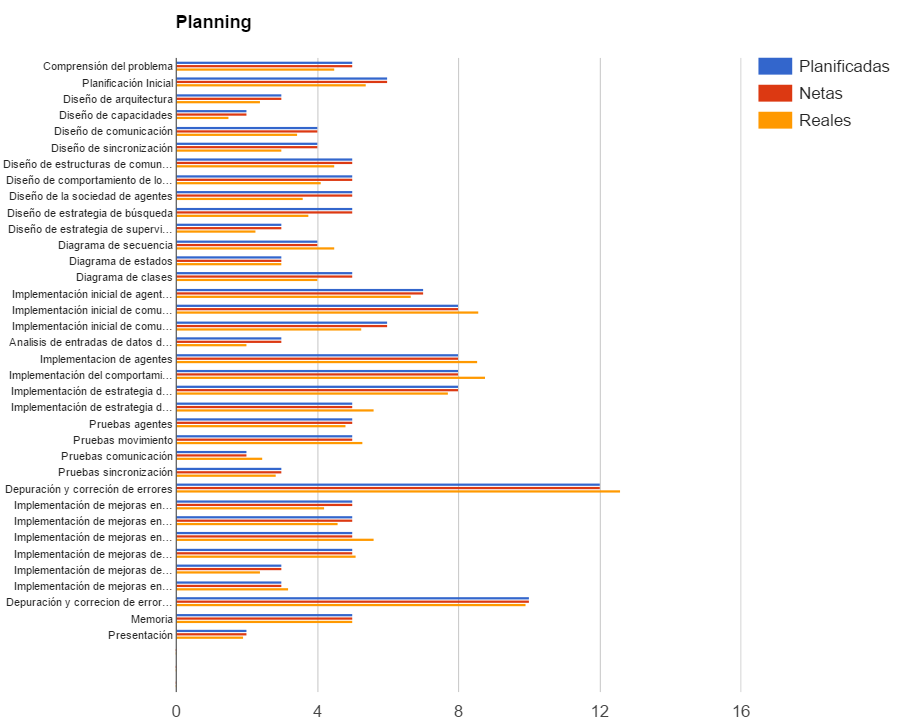 Planning
Planificadas
Netas
Reales
Comprensión del problema
Planificación Inicial
Diseño de arquitectura
Diseño de capacidades
Diseño de comunicación
Diseño de sincronización
Diseño de estructuras de comun...
Diseño de comportamiento de lo...
Diseño de la sociedad de agentes
Diseño de estrategia de búsqueda
Diseño de estrategia de supervi...
Diagrama de secuencia
Diagrama de estados
Diagrama de clases
Implementación inicial de agent...
Implementación inicial de comu...
Implementación inicial de comu...
Analisis de entradas de datos d...
Implementacion de agentes
Implementación del comportami...
Implementación de estrategia d...
Implementación de estrategia d...
Pruebas agentes
Pruebas movimiento
Pruebas comunicación
Pruebas sincronización
Depuración y correción de errores
Implementación de mejoras en...
Implementación de mejoras en...
Implementación de mejoras en...
Implementación de mejoras de...
Implementación de mejoras de...
Implementación de mejoras en...
Depuración y correcion de error...
Memoria
Presentación
0 4 8 12 16